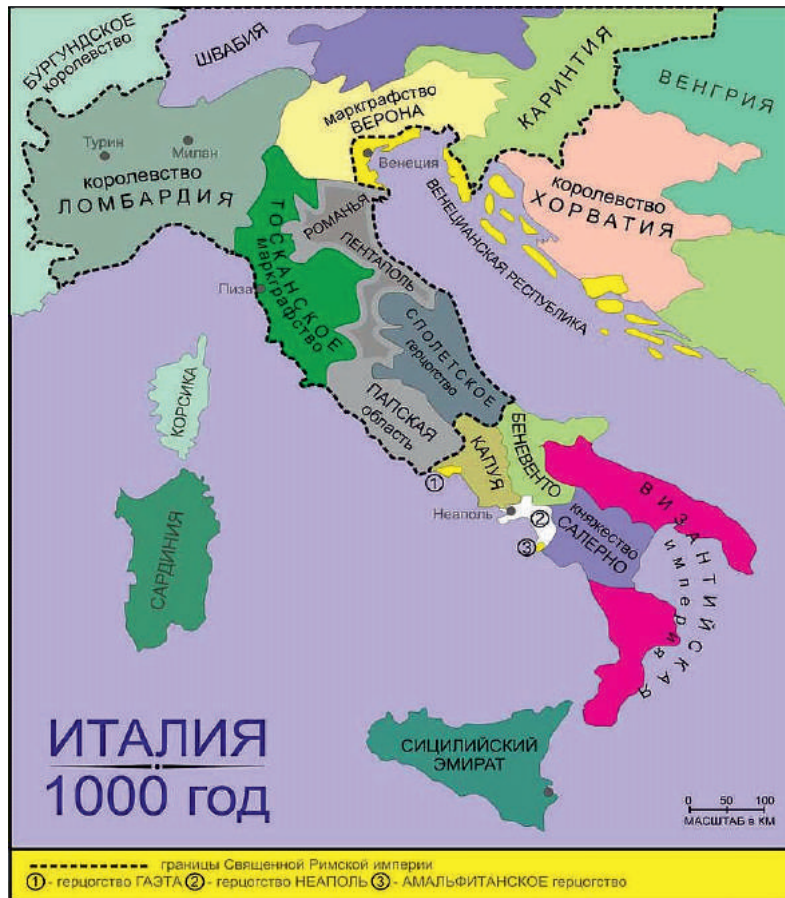 БУРГУНДСКОЕ
королевство
ШВАБИЯ
КАРИНТИЯ
ВЕНГРИЯ
маркграфство
ВЕРОНА
Турин
Милан
Венеция
королевство
ЛОМБАРДИЯ
королевство
ХОРВАТИЯ
ВЕНЕЦИАНСКАЯ РЕСПУБЛИКА
РОМАНЬЯ
ПЕНТАПОЛЬ
ТОСКАНСКОЕ
маркграфство
Пиза
СПОЛЕТСКОЕ
герцогство
ПАПСКАЯ
область
КОРСИКА
КАПУЯ
БЕНЕВЕНТО
1
Неаполь
2
3
княжество
САЛЕРНО
ВИЗАНТИЙСКАЯ
империя
САРДИНИЯ
СИЦИЛИЙСКИЙ
ЭМИРАТ
ИТАЛИЯ
1000 год
0 50 100
МАСШТАБ в КМ
границы Священной Римской империи
1 - герцогство ГАЭТА 2 - герцогство НЕАПОЛЬ 3 - АМАЛЬФИТАНСКОЕ герцогство